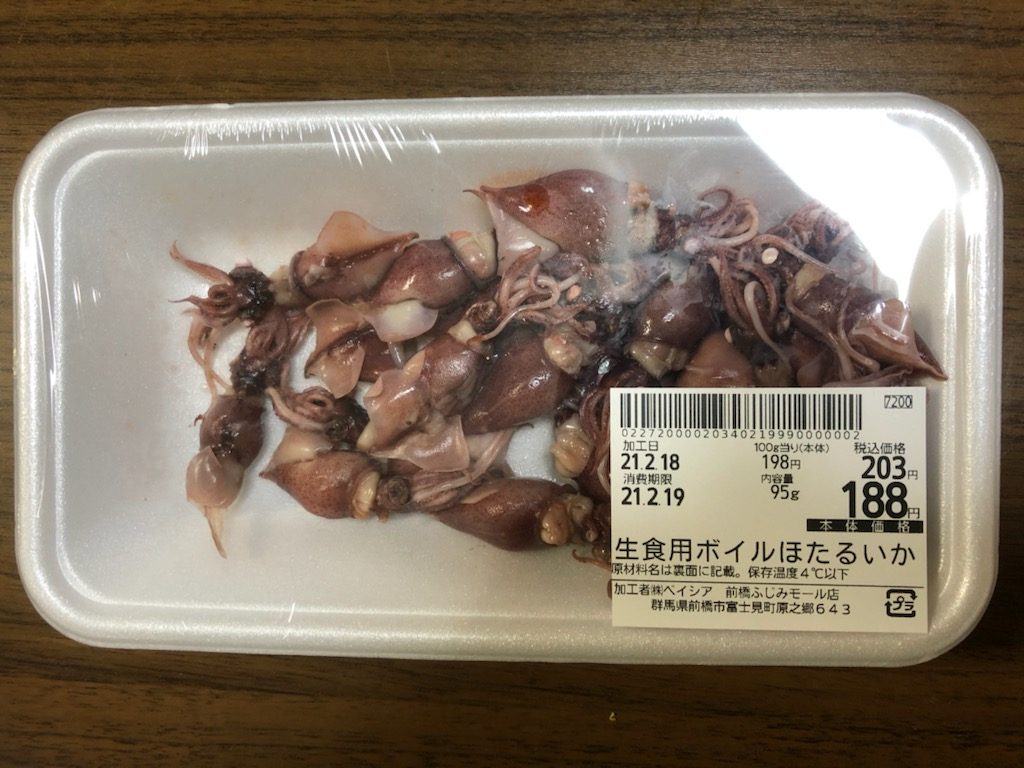 7200
0227200002034021999000002
加工日 100g当り(本体) 税込価格
21.2.18 198円 203円
消費期限 内容量 188円
21.2.19 95g 本体価格
生食用ボイルほたるいか
原材料名は裏面に記載。保存温度4℃以下
加工者㈱ベイシア 前橋ふじみモール店
群馬県前橋市富士見町原之郷643
プラ